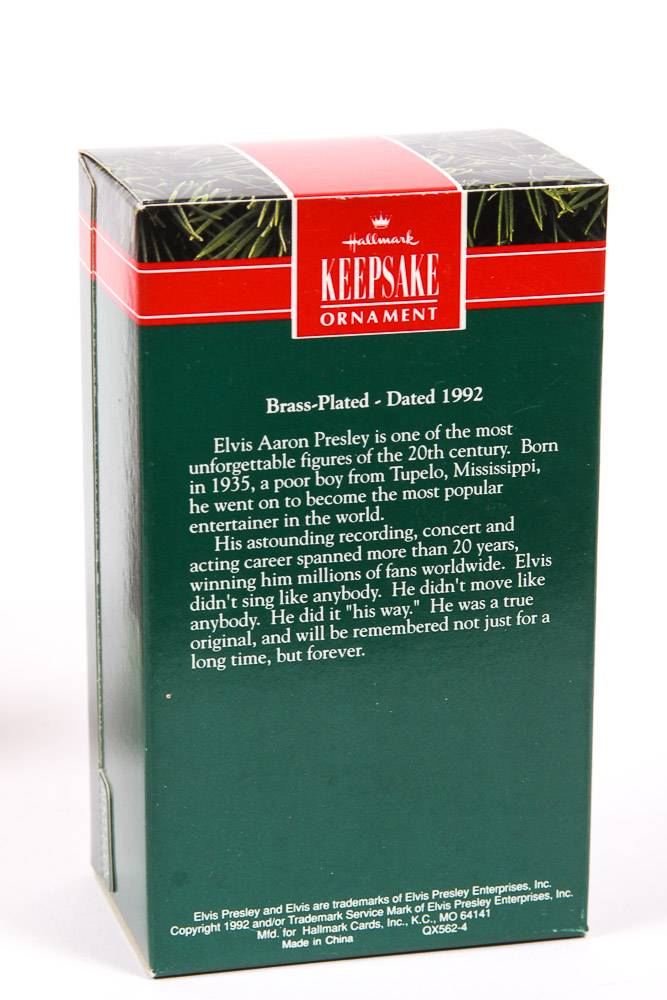 Hallmark
KEEPSAKE
ORNAMENT
Brass-Plated - Dated 1992
Elvis Aaron Presley is one of the most
unforgettable figures of the 20th century. Born
in 1935, a poor boy from Tupelo, Mississippi,
he went on to become the most popular
entertainer in the world.
His astounding recording, concert and
acting career spanned more than 20 years,
winning him millions of fans worldwide. Elvis
didn't sing like anybody. He didn't move like
anybody. He did it "his way." He was a true
original, and will be remembered not just for a
long time, but forever.
Elvis Presley and Elvis are trademarks of Elvis Presley Enterprises, Inc.
Copyright 1992 and/or Trademark Service Mark of Elvis Presley Enterprises, Inc.
Mfd. for Hallmark Cards, Inc., K.C., MO 64141
Made in China QX562-4